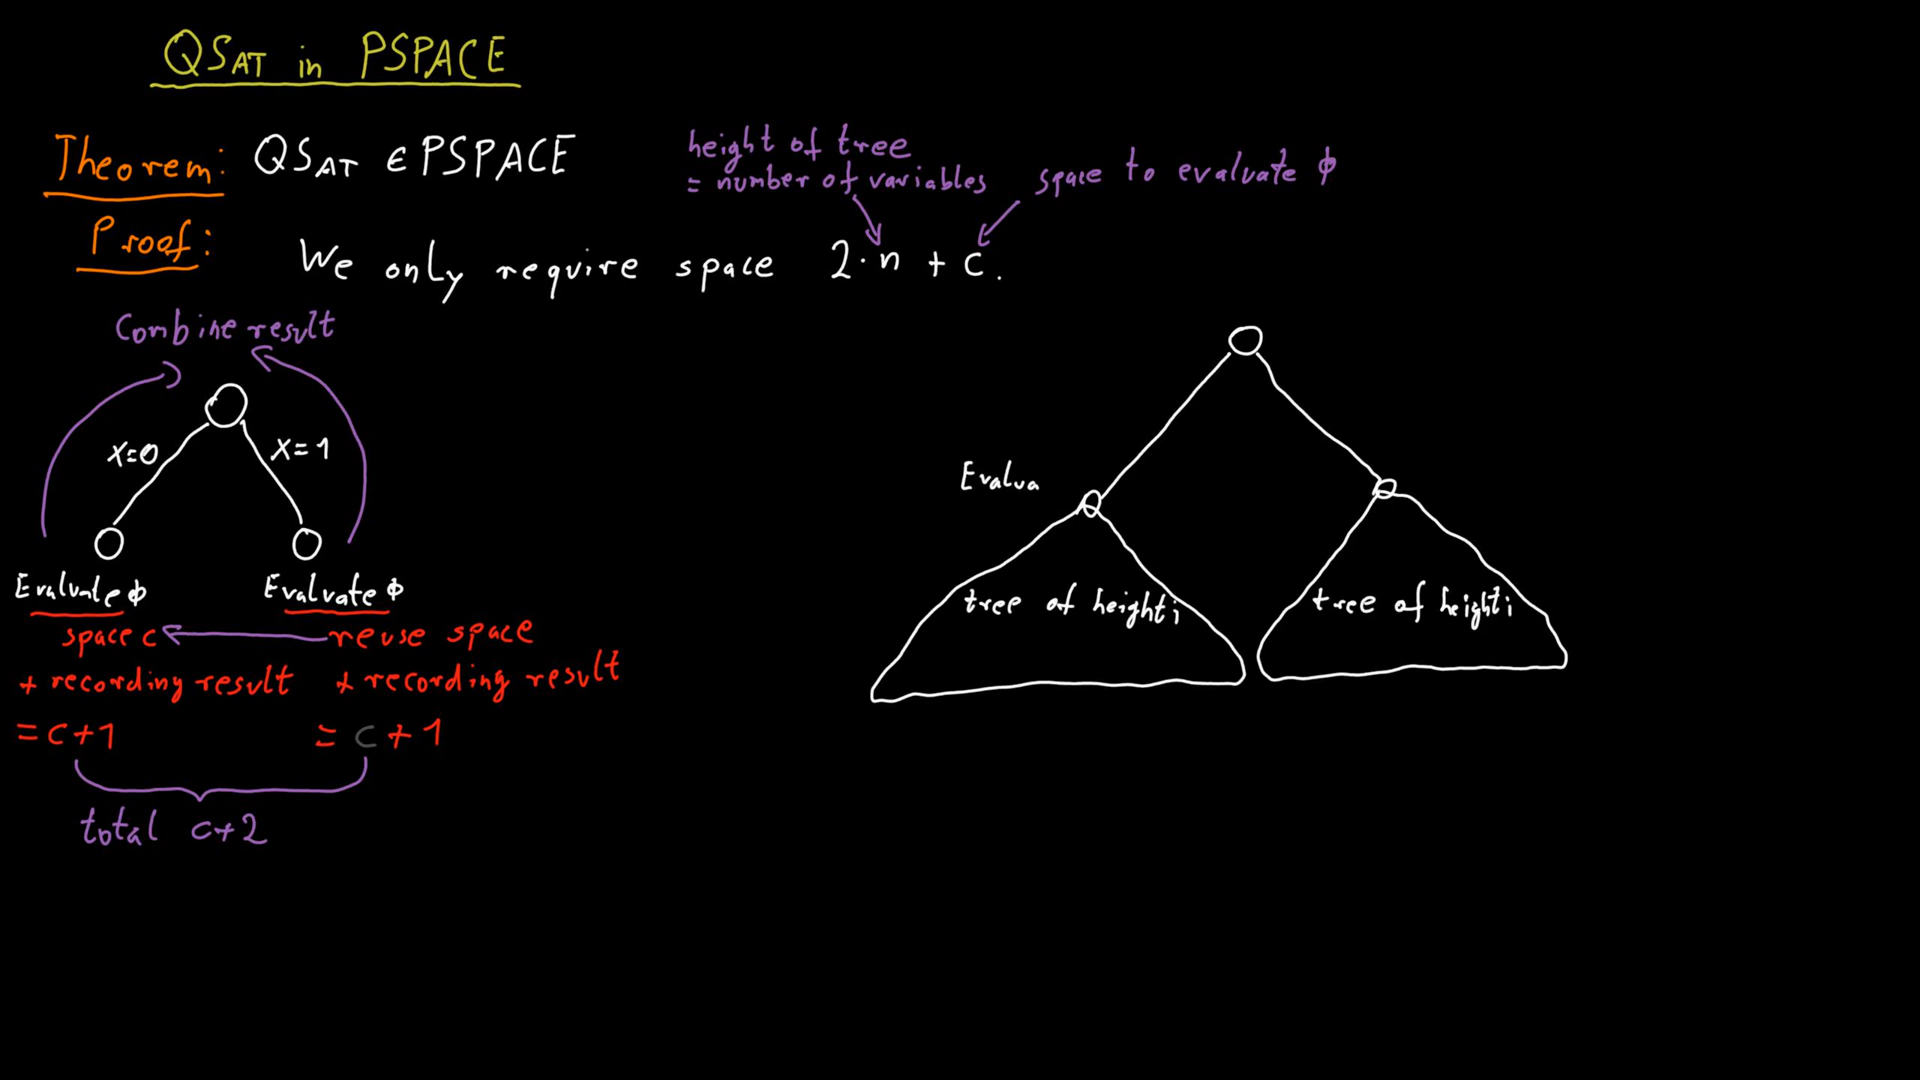 QSAT in PSPACE
Theorem: QSAT ∈ PSPACE
height of tree
= number of variables
space to evaluate ϕ
Proof: We only require space 2·n + c.
Combine result
x=0 x=1
Evaluate ϕ Evaluate ϕ
space c reuse space
+ recording result + recording result
= c+1 = c + 1
total c+2
Evalua
tree of height i tree of height i